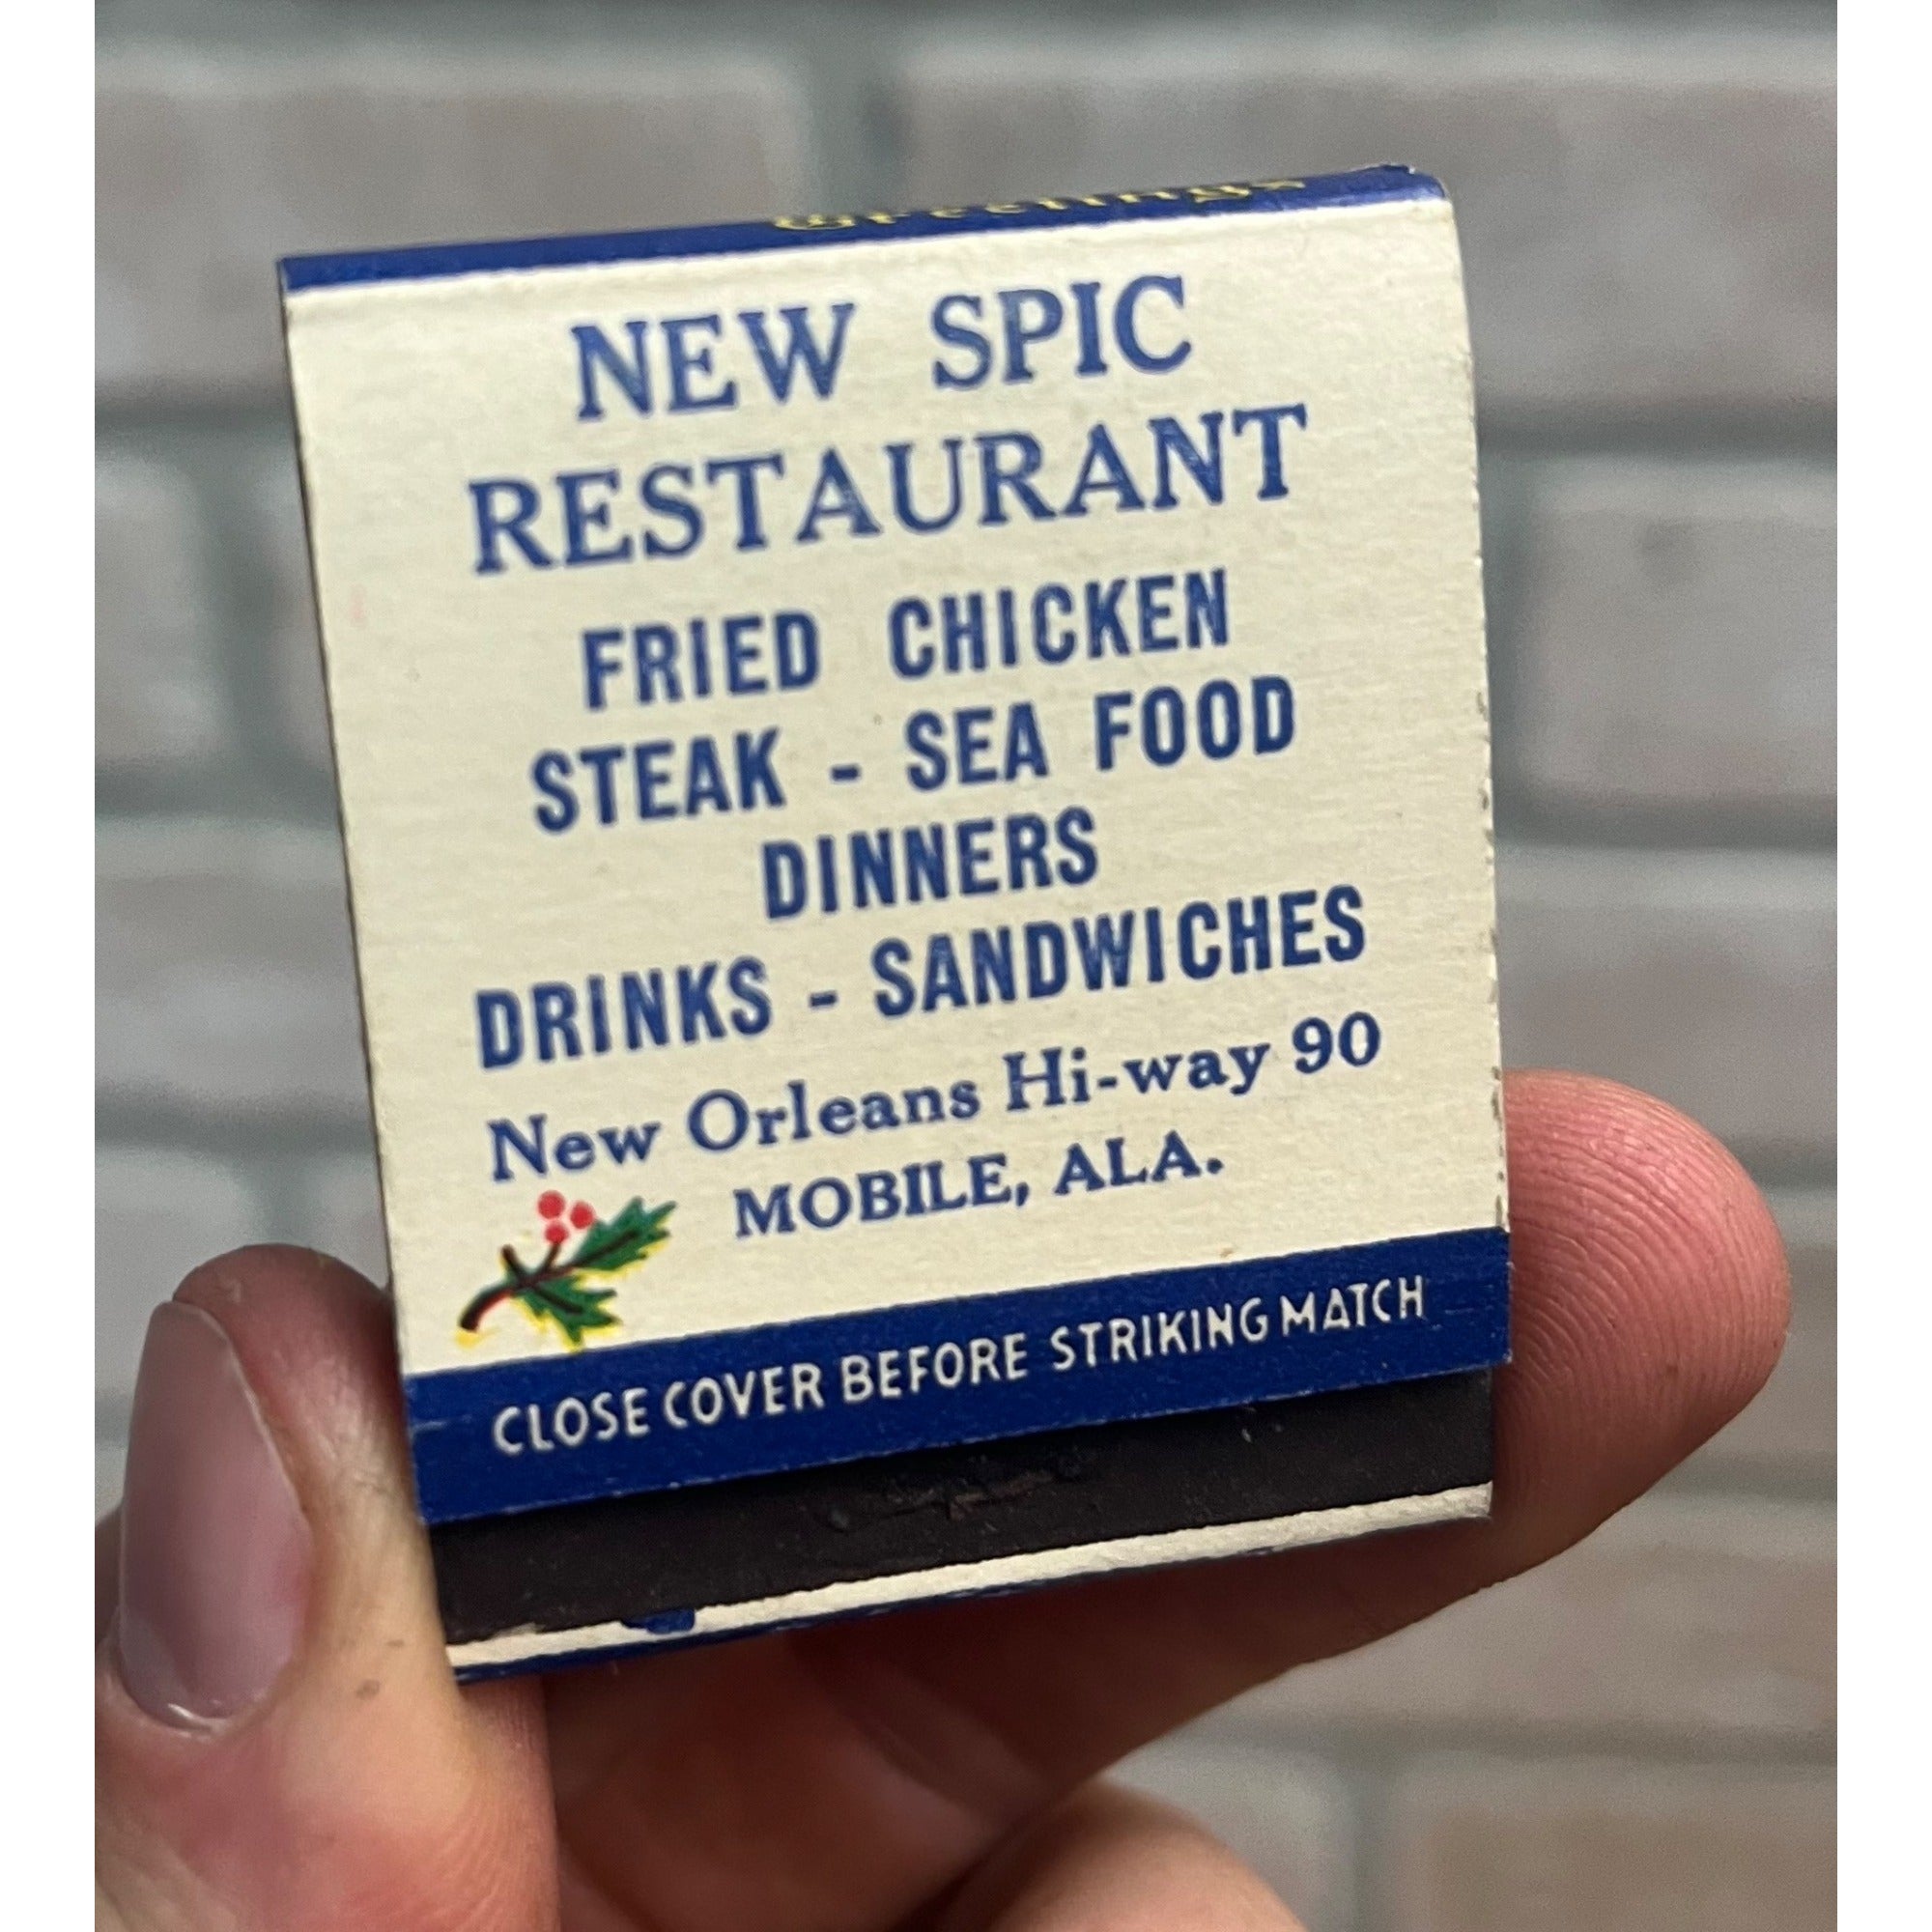 Greetings
NEW SPIC
RESTAURANT
FRIED CHICKEN
STEAK - SEA FOOD
DINNERS
DRINKS - SANDWICHES
New Orleans Hi-way 90
MOBILE, ALA.
CLOSE COVER BEFORE STRIKING MATCH